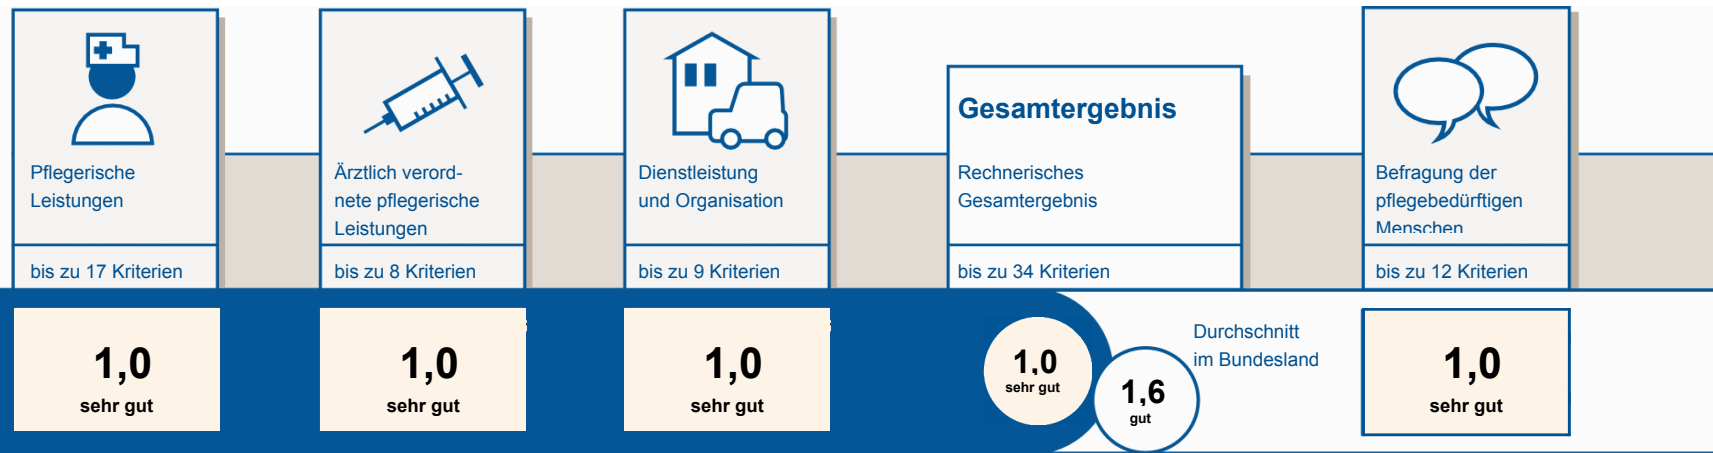 Pflegerische
Leistungen
bis zu 17 Kriterien
1,0
sehr gut
Ärztlich verord-
nete pflegerische
Leistungen
bis zu 8 Kriterien
1,0
sehr gut
Dienstleistung
und Organisation
bis zu 9 Kriterien
1,0
sehr gut
Gesamtergebnis
Rechnerisches
Gesamtergebnis
bis zu 34 Kriterien
1,0
sehr gut
1,6
gut
Durchschnitt
im Bundesland
Befragung der
pflegebedürftigen
Menschen
bis zu 12 Kriterien
1,0
sehr gut